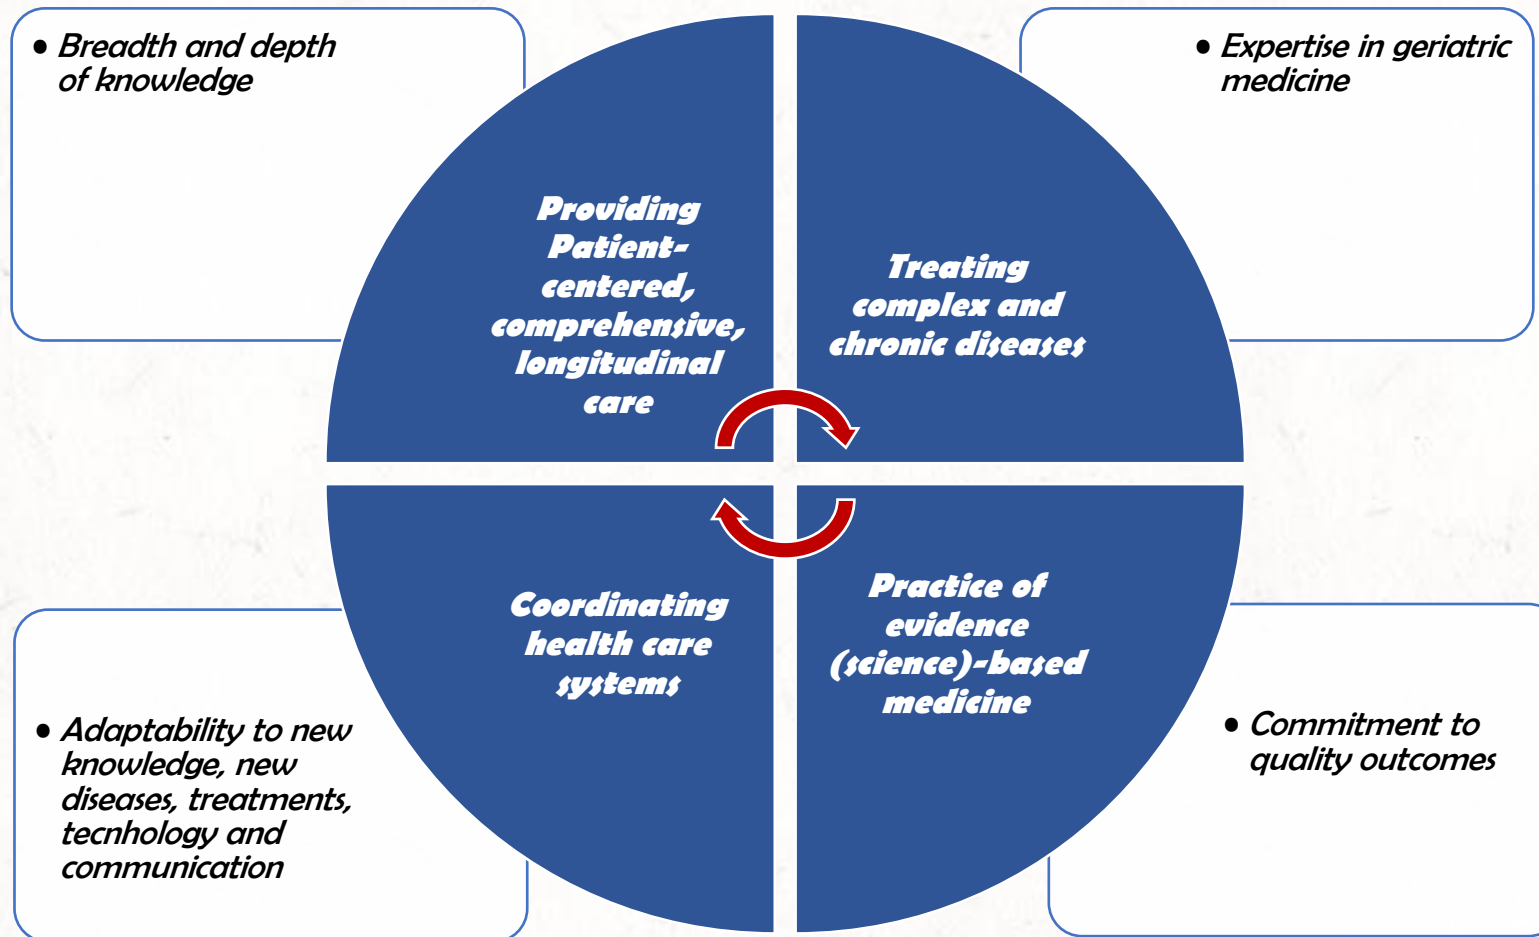 • Breadth and depth
of knowledge
• Expertise in geriatric
medicine
Providing
Patient-
centered,
comprehensive,
longitudinal
care
Treating
complex and
chronic diseases
Coordinating
health care
systems
Practice of
evidence
(science)-based
medicine
• Adaptability to new
knowledge, new
diseases, treatments,
tecnhology and
communication
• Commitment to
quality outcomes